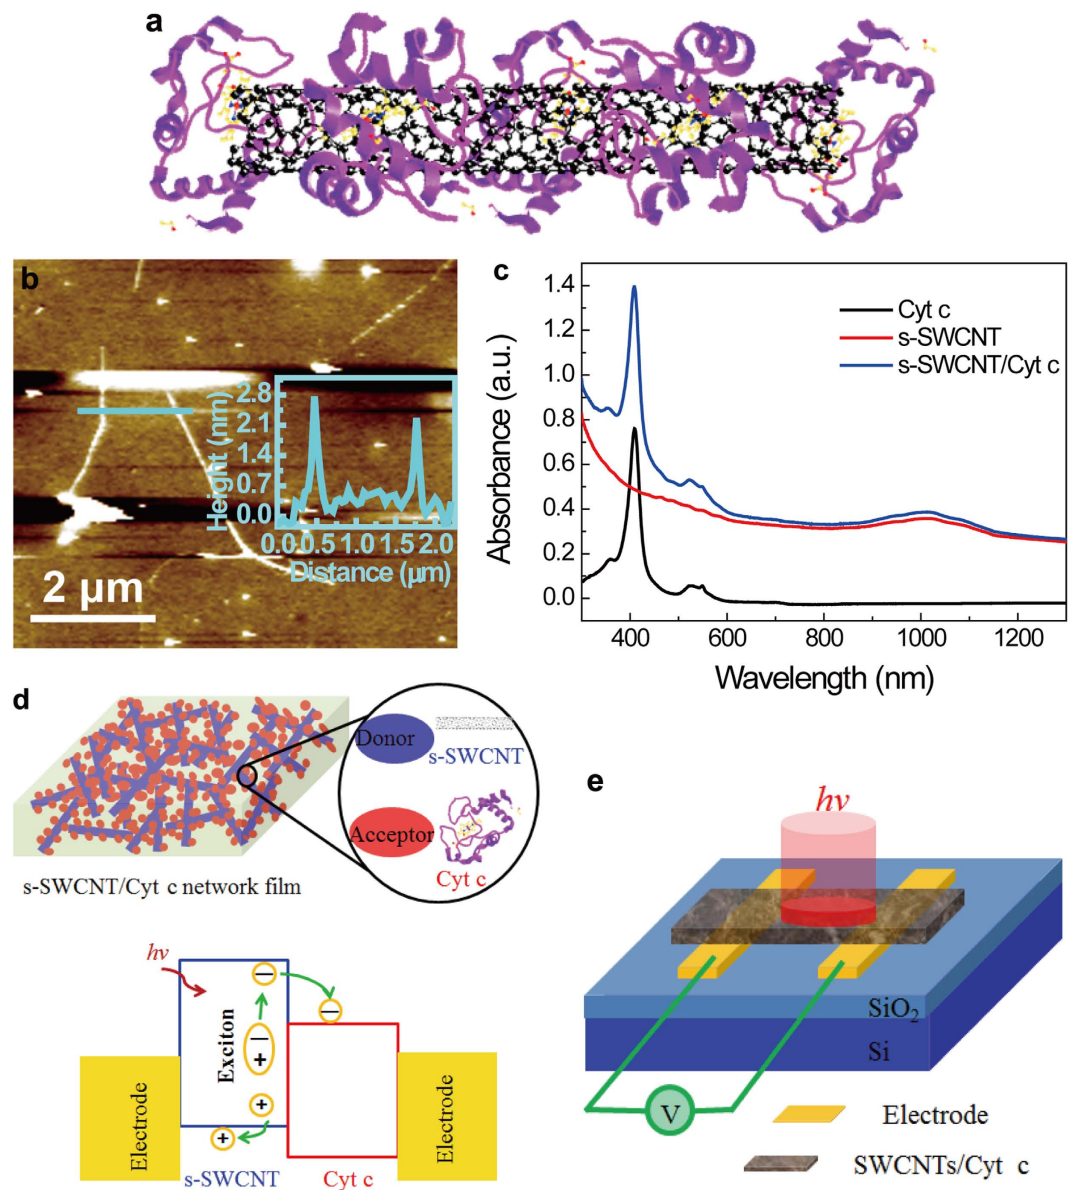 a
b
Height (nm)
2.8
2.1
1.4
0.7
0.0
0.0 0.5 1.0 1.5 2.0
Distance (μm)
2 μm
c
Absorbance (a.u.)
1.4
1.2
1.0
0.8
0.6
0.4
0.2
0.0
Cyt c
s-SWCNT
s-SWCNT/Cyt c
400 600 800 1000 1200
Wavelength (nm)
d
Donor
s-SWCNT
Acceptor
Cyt c
s-SWCNT/Cyt c network film
hν
Exciton
−
−
−
+
+
+
Electrode
Electrode
s-SWCNT
Cyt c
e
hν
SiO2
Si
V
Electrode
SWCNTs/Cyt c